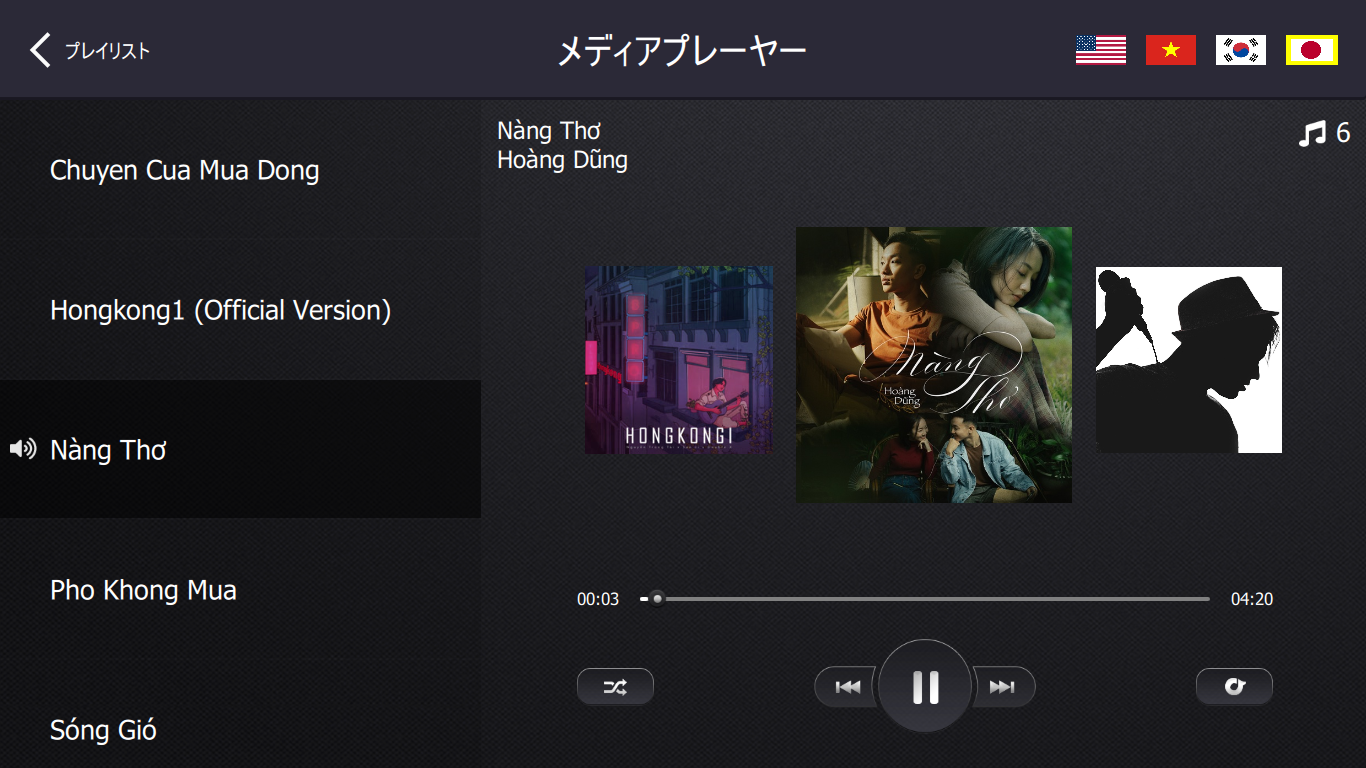 プレイリスト
メディアプレーヤー
Chuyen Cua Mua Dong
Hongkong1 (Official Version)
Nàng Thơ
Pho Khong Mua
Sóng Gió
Nàng Thơ
Hoàng Dũng
6
HONGKONG1
Nàng Thơ
Hoàng
Dũng
00:03
04:20